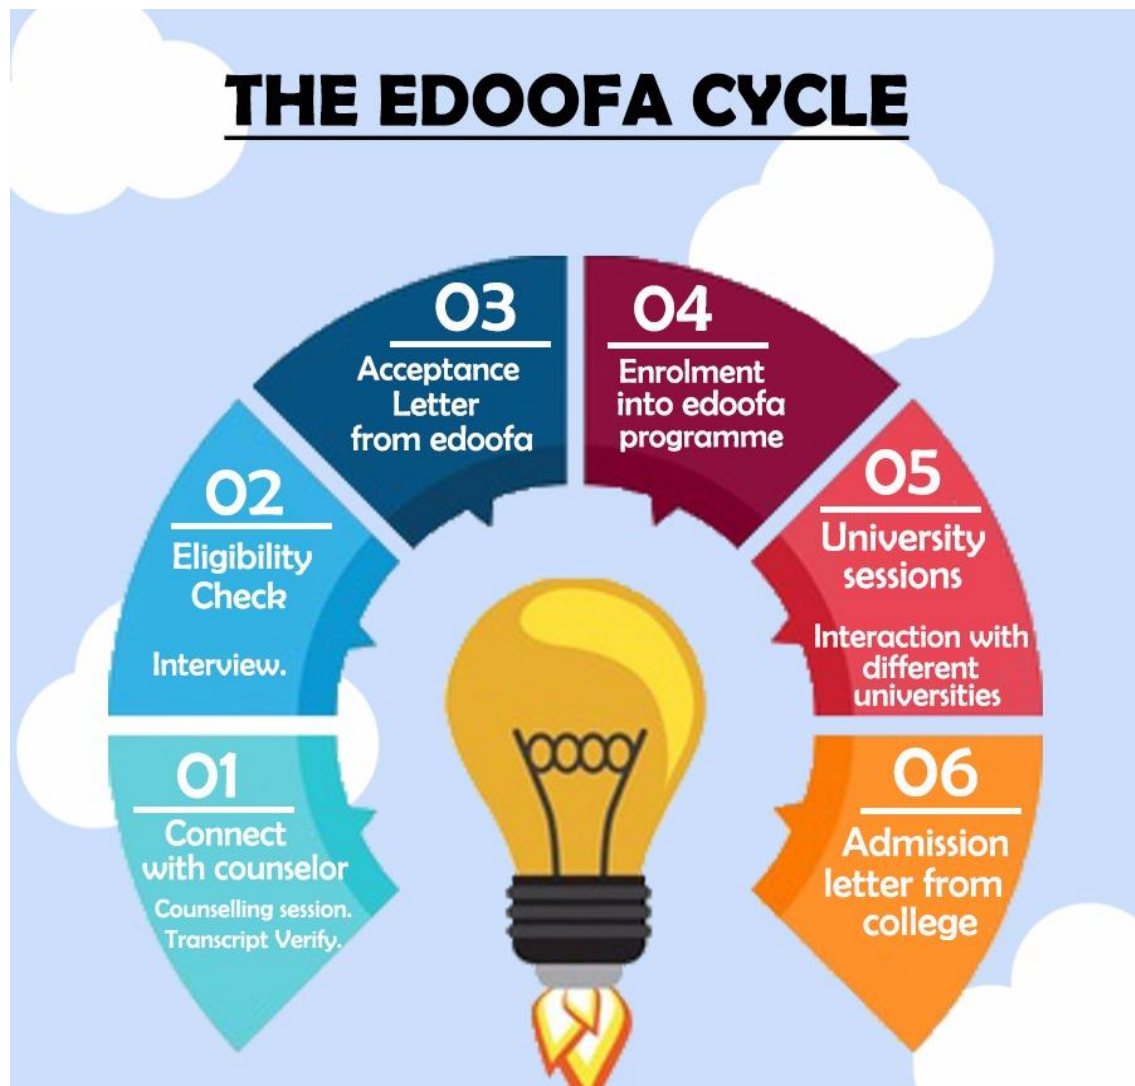 THE EDOOFA CYCLE
01
Connect
with counselor
Counselling session.
Transcript Verify.
02
Eligibility
Check
Interview.
03
Acceptance
Letter
from edoofa
04
Enrolment
into edoofa
programme
05
University
sessions
Interaction with
different
universities
06
Admission
letter from
college